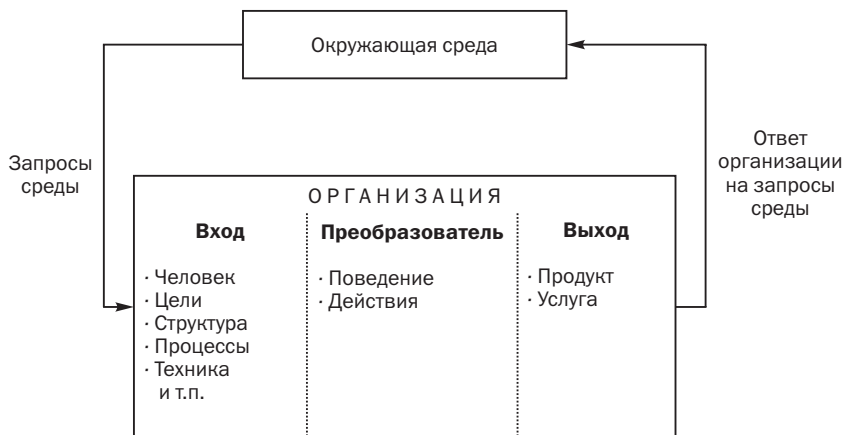 Окружающая среда
Запросы
среды
Ответ
организации
на запросы
среды
ОРГАНИЗАЦИЯ
Вход
· Человек
· Цели
· Структура
· Процессы
· Техника
и т.п.
Преобразователь
· Поведение
· Действия
Выход
· Продукт
· Услуга